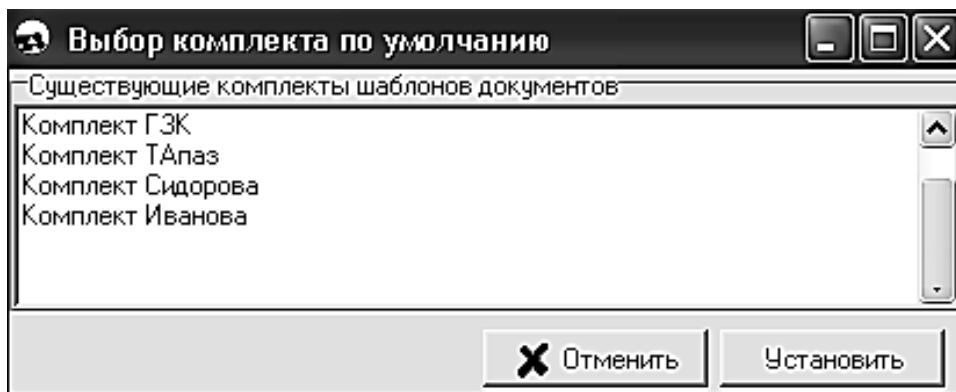 Выбор комплекта по умолчанию
Существующие комплекты шаблонов документов
Комплект ГЗК
Комплект ТАпаз
Комплект Сидорова
Комплект Иванова
Отменить
Установить